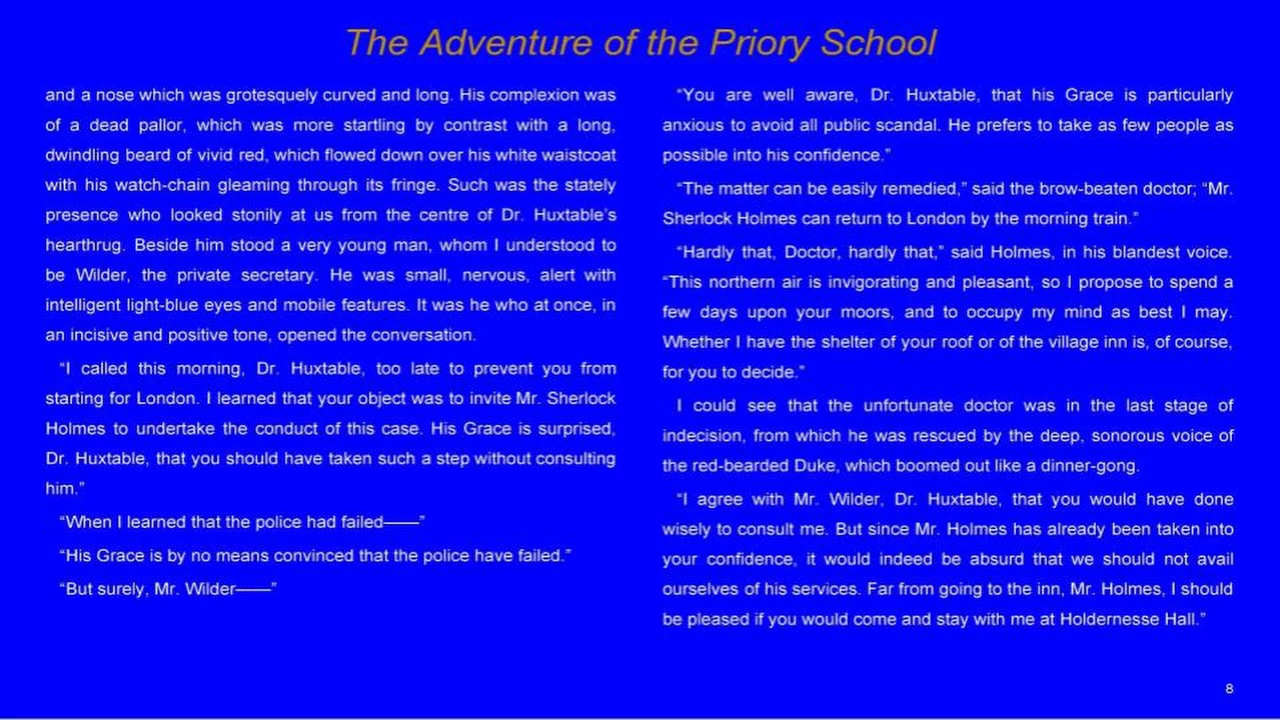 The Adventure of the Priory School
and a nose which was grotesquely curved and long. His complexion was
of a dead pallor, which was more startling by contrast with a long,
dwindling beard of vivid red, which flowed down over his white waistcoat
with his watch-chain gleaming through its fringe. Such was the stately
presence who looked stonily at us from the centre of Dr. Huxtable’s
hearthrug. Beside him stood a very young man, whom I understood to
be Wilder, the private secretary. He was small, nervous, alert with
intelligent light-blue eyes and mobile features. It was he who at once, in
an incisive and positive tone, opened the conversation.
“I called this morning, Dr. Huxtable, too late to prevent you from
starting for London. I learned that your object was to invite Mr. Sherlock
Holmes to undertake the conduct of this case. His Grace is surprised,
Dr. Huxtable, that you should have taken such a step without consulting
him.”
“When I learned that the police had failed——”
“His Grace is by no means convinced that the police have failed.”
“But surely, Mr. Wilder——”
“You are well aware, Dr. Huxtable, that his Grace is particularly
anxious to avoid all public scandal. He prefers to take as few people as
possible into his confidence.”
“The matter can be easily remedied,” said the brow-beaten doctor; “Mr.
Sherlock Holmes can return to London by the morning train.”
“Hardly that, Doctor, hardly that,” said Holmes, in his blandest voice.
“This northern air is invigorating and pleasant, so I propose to spend a
few days upon your moors, and to occupy my mind as best I may.
Whether I have the shelter of your roof or of the village inn is, of course,
for you to decide.”
I could see that the unfortunate doctor was in the last stage of
indecision, from which he was rescued by the deep, sonorous voice of
the red-bearded Duke, which boomed out like a dinner-gong.
“I agree with Mr. Wilder, Dr. Huxtable, that you would have done
wisely to consult me. But since Mr. Holmes has already been taken into
your confidence, it would indeed be absurd that we should not avail
ourselves of his services. Far from going to the inn, Mr. Holmes, I should
be pleased if you would come and stay with me at Holdernesse Hall.”
8